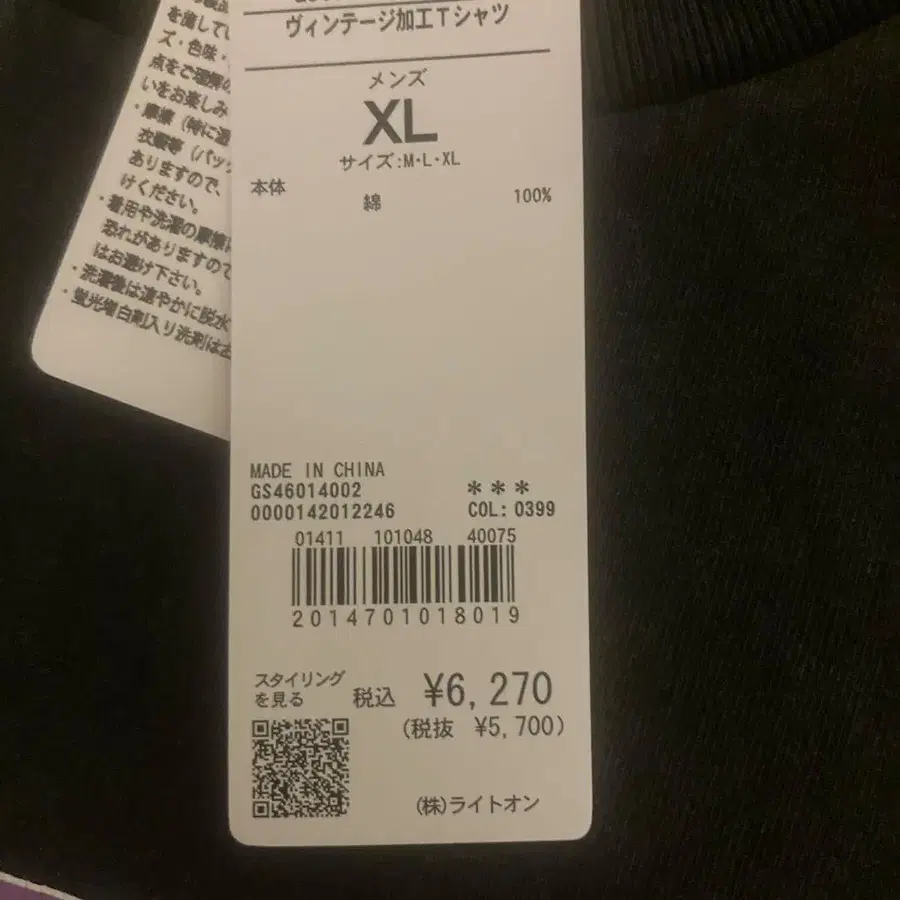 ヴィンテージ加工Tシャツ
メンズ
XL
サイズ:M・L・XL
本体
綿 100%
MADE IN CHINA
GS46014002 ***
0000142012246 COL: 0399
01411 101048 40075
2014701018019
スタイリング
を見る
税込 ¥6,270
(税抜 ¥5,700)
(株)ライトオン
を施してい
ズ・色味・
点をご理解の
いをお楽しみ
・摩擦(特に湿
衣類等(バッグ
ありますので、
けください。
・着用や洗濯の摩擦に
恐れがありますので
はお避け下さい。
・洗濯後は速やかに脱水
・蛍光増白剤入り洗剤はお